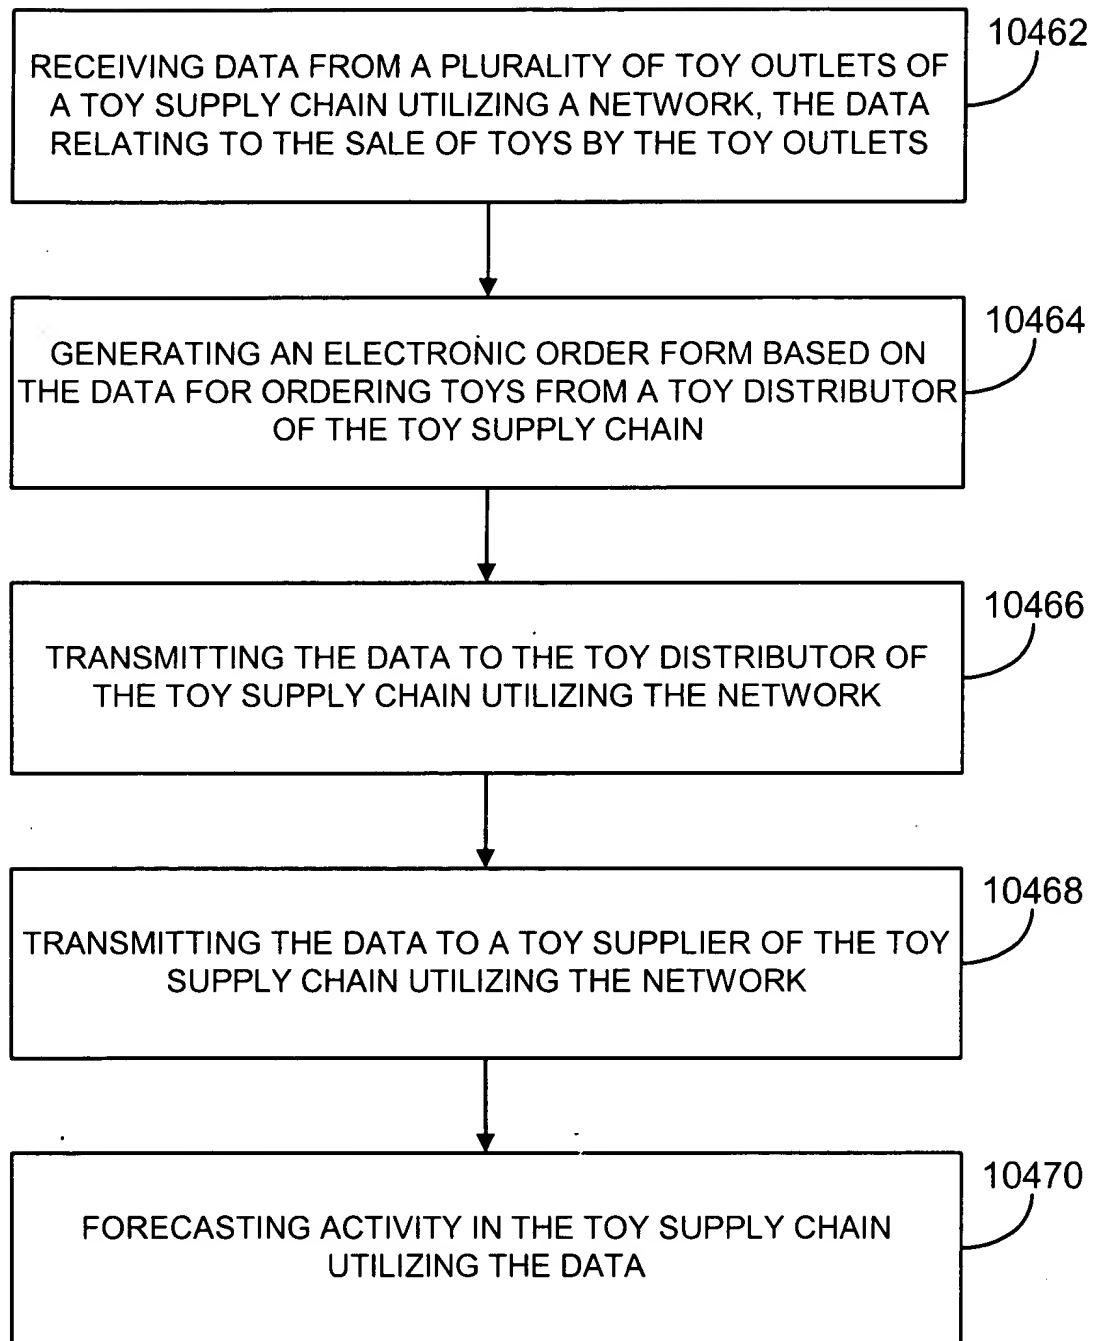 10462
RECEIVING DATA FROM A PLURALITY OF TOY OUTLETS OF
A TOY SUPPLY CHAIN UTILIZING A NETWORK, THE DATA
RELATING TO THE SALE OF TOYS BY THE TOY OUTLETS
10464
GENERATING AN ELECTRONIC ORDER FORM BASED ON
THE DATA FOR ORDERING TOYS FROM A TOY DISTRIBUTOR
OF THE TOY SUPPLY CHAIN
10466
TRANSMITTING THE DATA TO THE TOY DISTRIBUTOR OF
THE TOY SUPPLY CHAIN UTILIZING THE NETWORK
10468
TRANSMITTING THE DATA TO A TOY SUPPLIER OF THE TOY
SUPPLY CHAIN UTILIZING THE NETWORK
10470
FORECASTING ACTIVITY IN THE TOY SUPPLY CHAIN
UTILIZING THE DATA